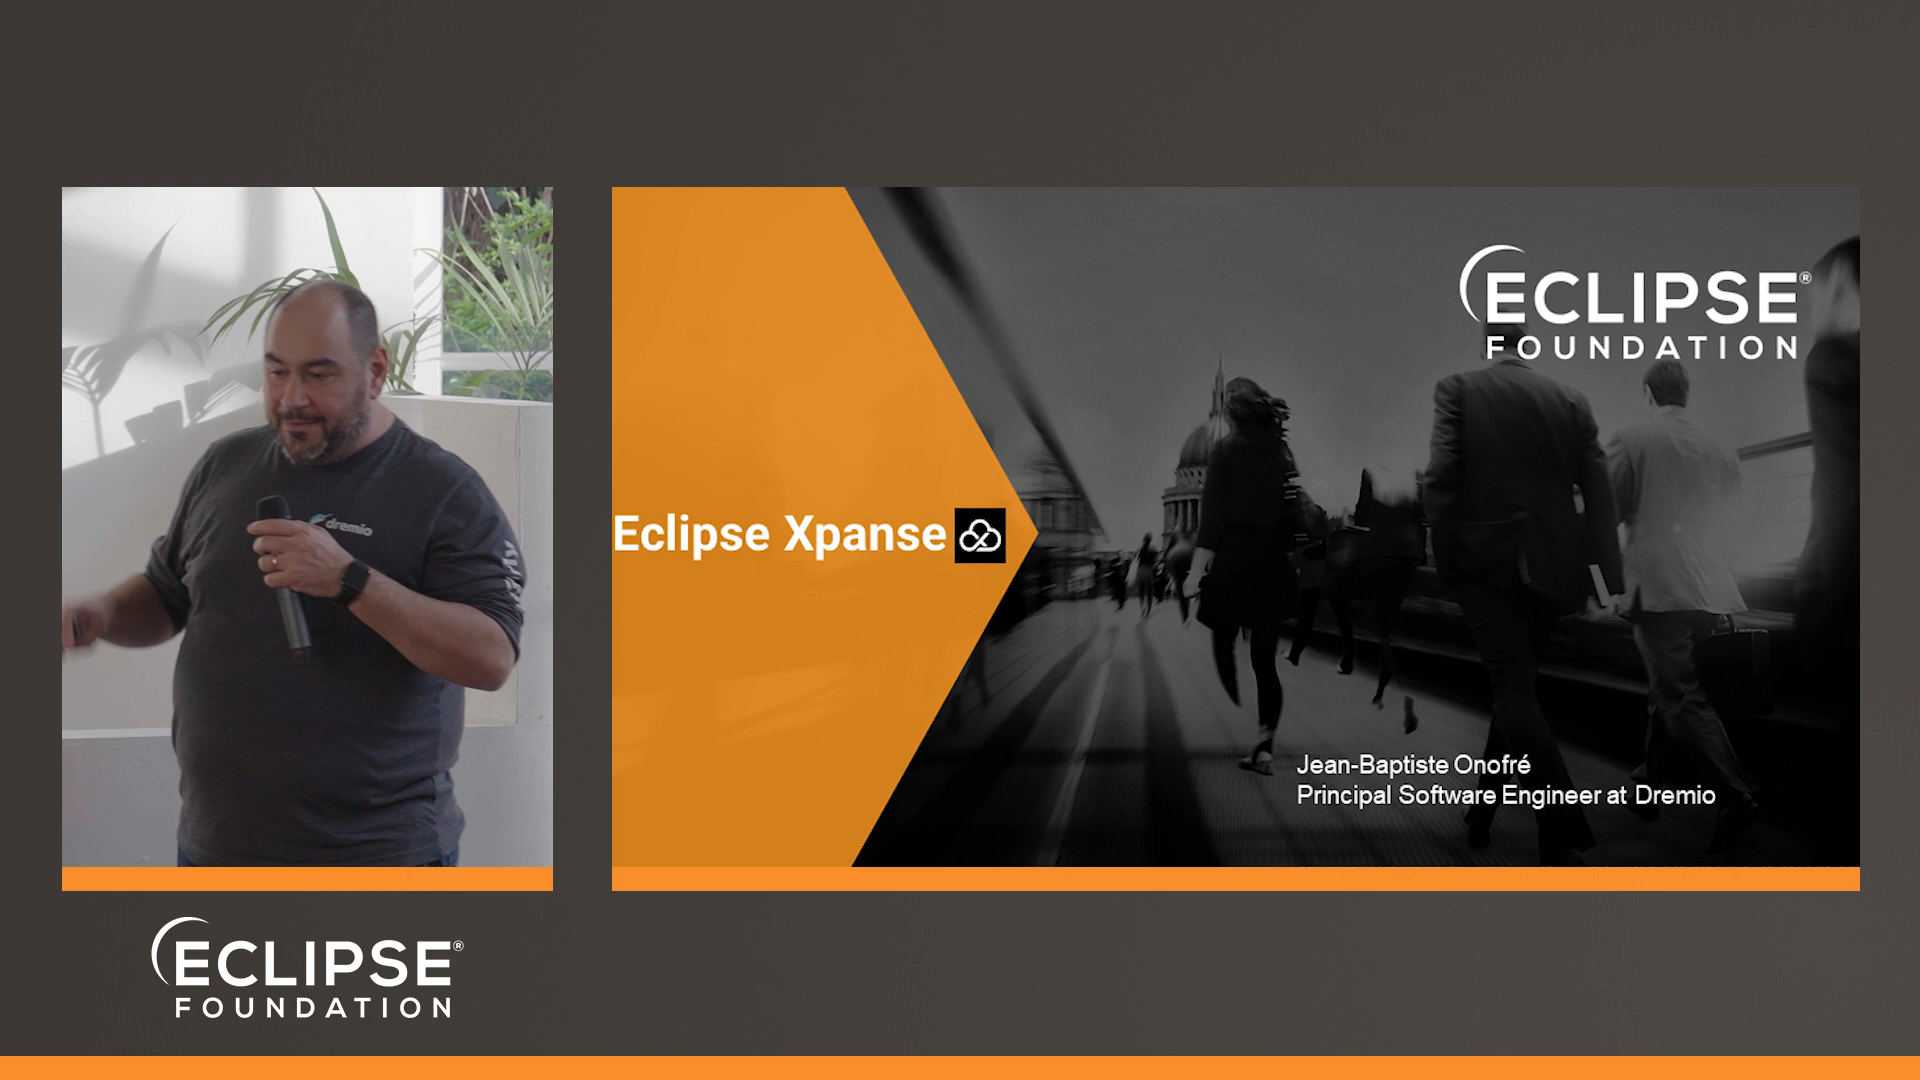 dremio
Eclipse Xpanse
ECLIPSE®
FOUNDATION
Jean-Baptiste Onofré
Principal Software Engineer at Dremio
ECLIPSE®
FOUNDATION